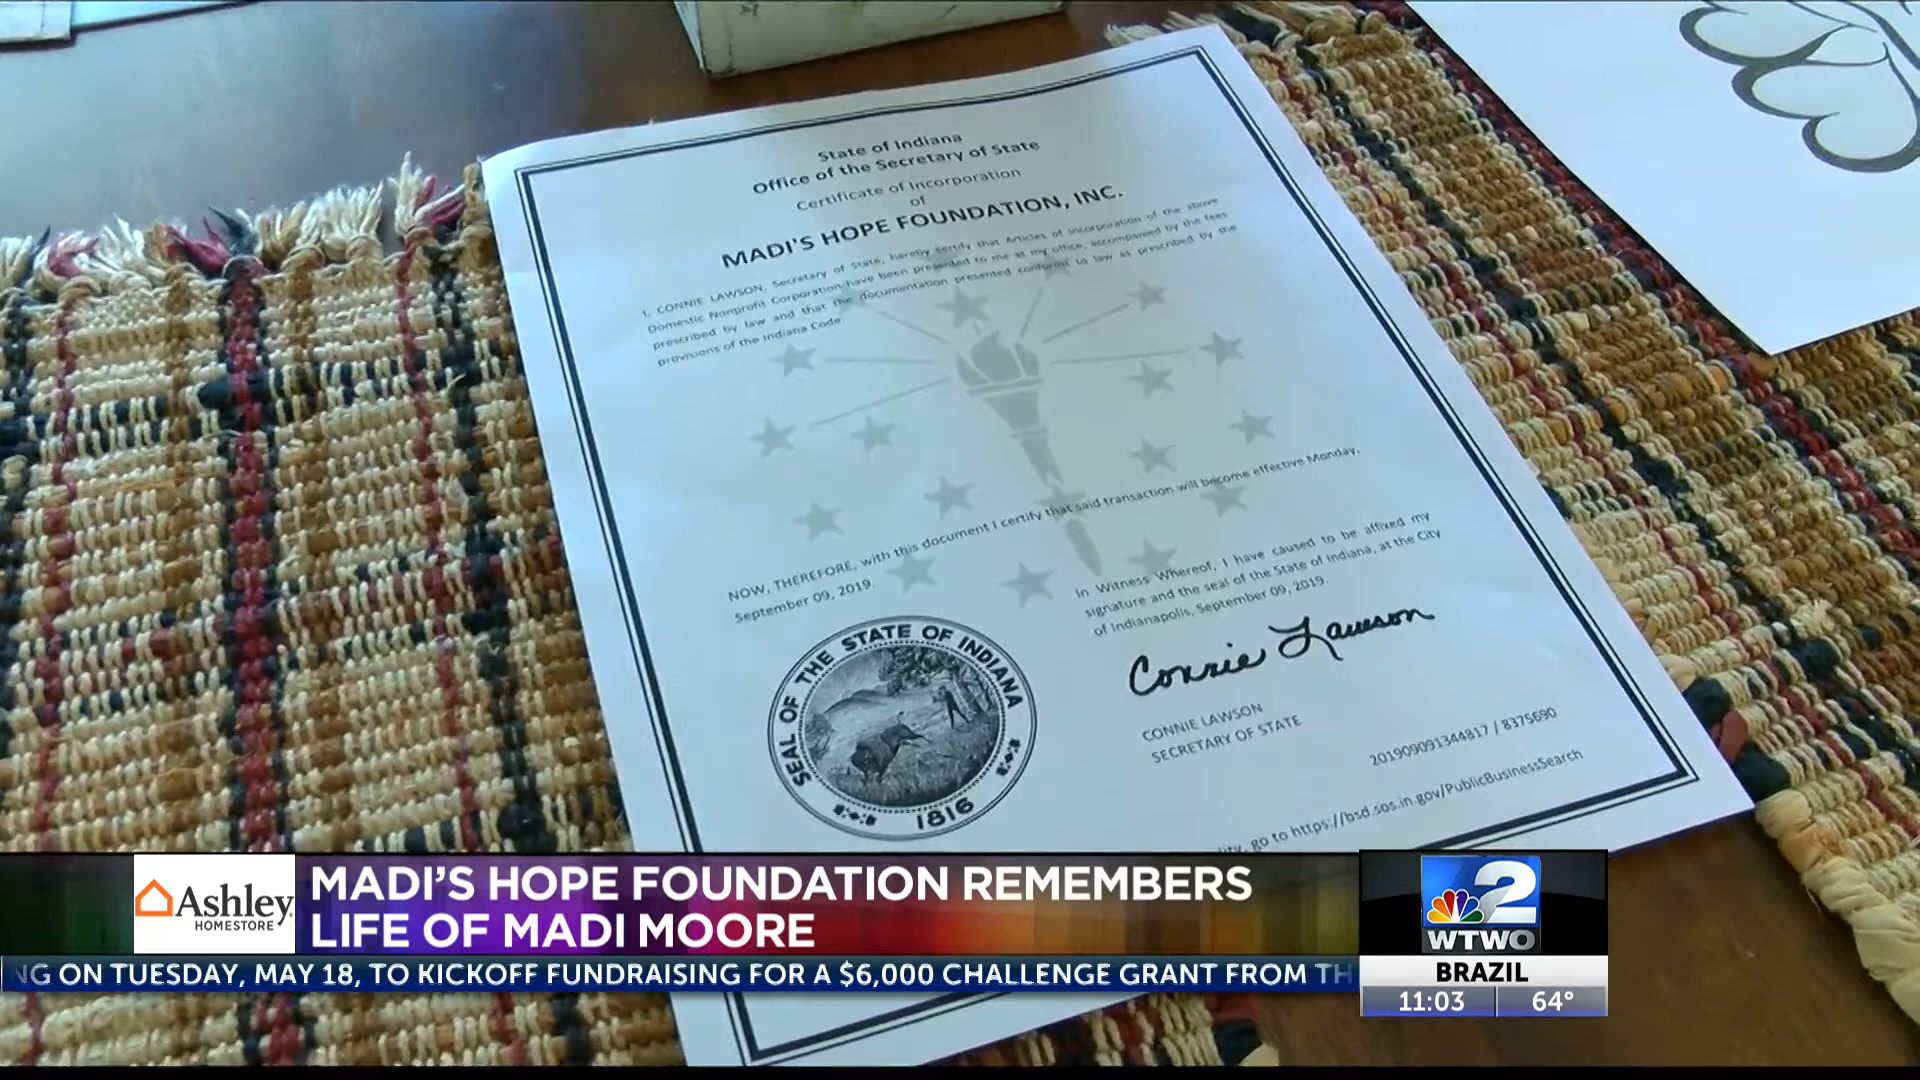 State of Indiana
Office of the Secretary of State
Certificate of Incorporation
of
MADI'S HOPE FOUNDATION, INC.
I, CONNIE LAWSON, Secretary of State, hereby certify that Articles of Incorporation of the above
Domestic Nonprofit Corporation have been presented to me at my office, accompanied by the fees
prescribed by law and that the documentation presented conforms to law as prescribed by the
provisions of the Indiana Code.
NOW, THEREFORE, with this document I certify that said transaction will become effective Monday,
September 09, 2019.
In Witness Whereof, I have caused to be affixed my
signature and the seal of the State of Indiana, at the City
of Indianapolis, September 09, 2019.
Connie Lawson
CONNIE LAWSON
SECRETARY OF STATE
SEAL OF THE STATE OF INDIANA
1816
201909091344817 / 8375690
go to https://bsd.sos.in.gov/PublicBusinessSearch
Ashley
HOMESTORE
MADI'S HOPE FOUNDATION REMEMBERS
LIFE OF MADI MOORE
2
WTWO
NG ON TUESDAY, MAY 18, TO KICKOFF FUNDRAISING FOR A $6,000 CHALLENGE GRANT FROM TH
BRAZIL
11:03 64°